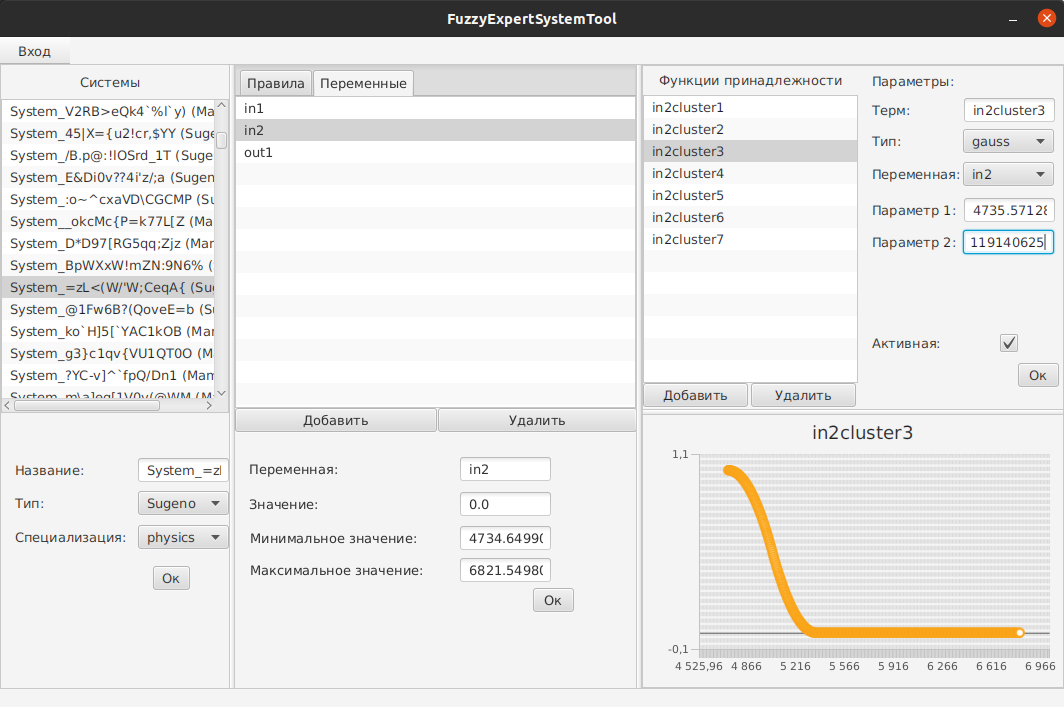 FuzzyExpertSystemTool
Вход
Системы
System_V2RB>eQk4`%l`y) (Ma
System_45|X={u2!cr,$YY (Suge
System_/B.p@:!lOSrd_1T (Suge
System_E&Di0v??4i'z/;a (Sugen
System_:o~^cxaVD\CGCMP (Su
System__okcMc{P=k77L[Z (Ma
System_D*D97[RG5qq;Zjz (Mar
System_BpWXxW!mZN:9N6% (
System_=zL<(W/'W;CeqA{ (Su
System_@1Fw6B?(QoveE=b (S
System_ko`H]5[`YAC1kOB (Mar
System_g3}c1qv{VU1QT0O (M
System_?YC-v]^`fpQ/Dn1 (Mam
System_m\a]eg[1V0v(@WM (M
Название:
System_=zl
Тип:
Sugeno
Специализация:
physics
Ок
Правила
Переменные
in1
in2
out1
Добавить
Удалить
Переменная:
in2
Значение:
0.0
Минимальное значение:
4734.64990
Максимальное значение:
6821.54980
Ок
Функции принадлежности
in2cluster1
in2cluster2
in2cluster3
in2cluster4
in2cluster5
in2cluster6
in2cluster7
Добавить
Удалить
Параметры:
Терм:
in2cluster3
Тип:
gauss
Переменная:
in2
Параметр 1:
4735.57128
Параметр 2:
119140625
Активная:
Ок
in2cluster3
1,1
-0,1
4 525,96
4 866
5 216
5 566
5 916
6 266
6 616
6 966